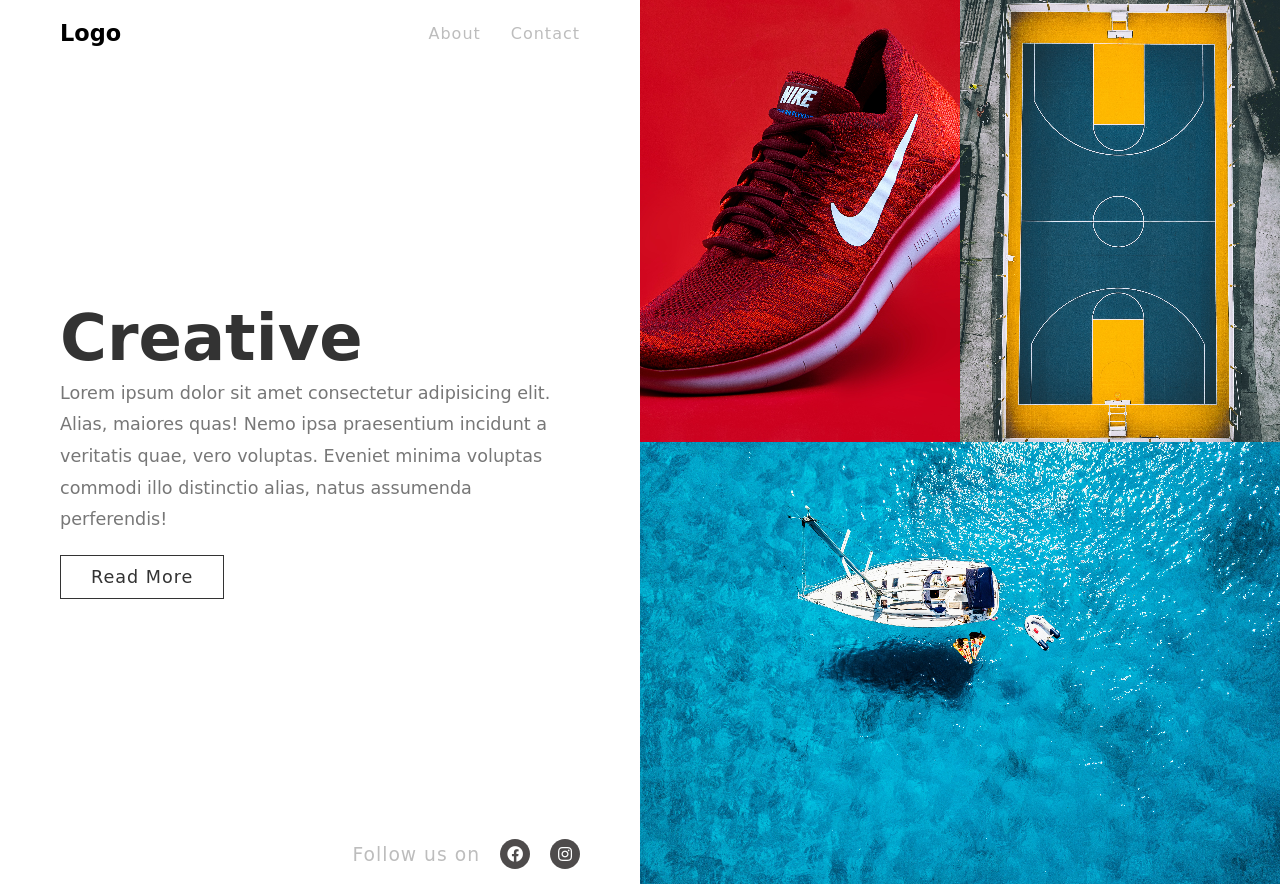 Logo
About Contact
Creative
Lorem ipsum dolor sit amet consectetur adipisicing elit.
Alias, maiores quas! Nemo ipsa praesentium incidunt a
veritatis quae, vero voluptas. Eveniet minima voluptas
commodi illo distinctio alias, natus assumenda
perferendis!
Read More
Follow us on
NIKE
NIKE FREE